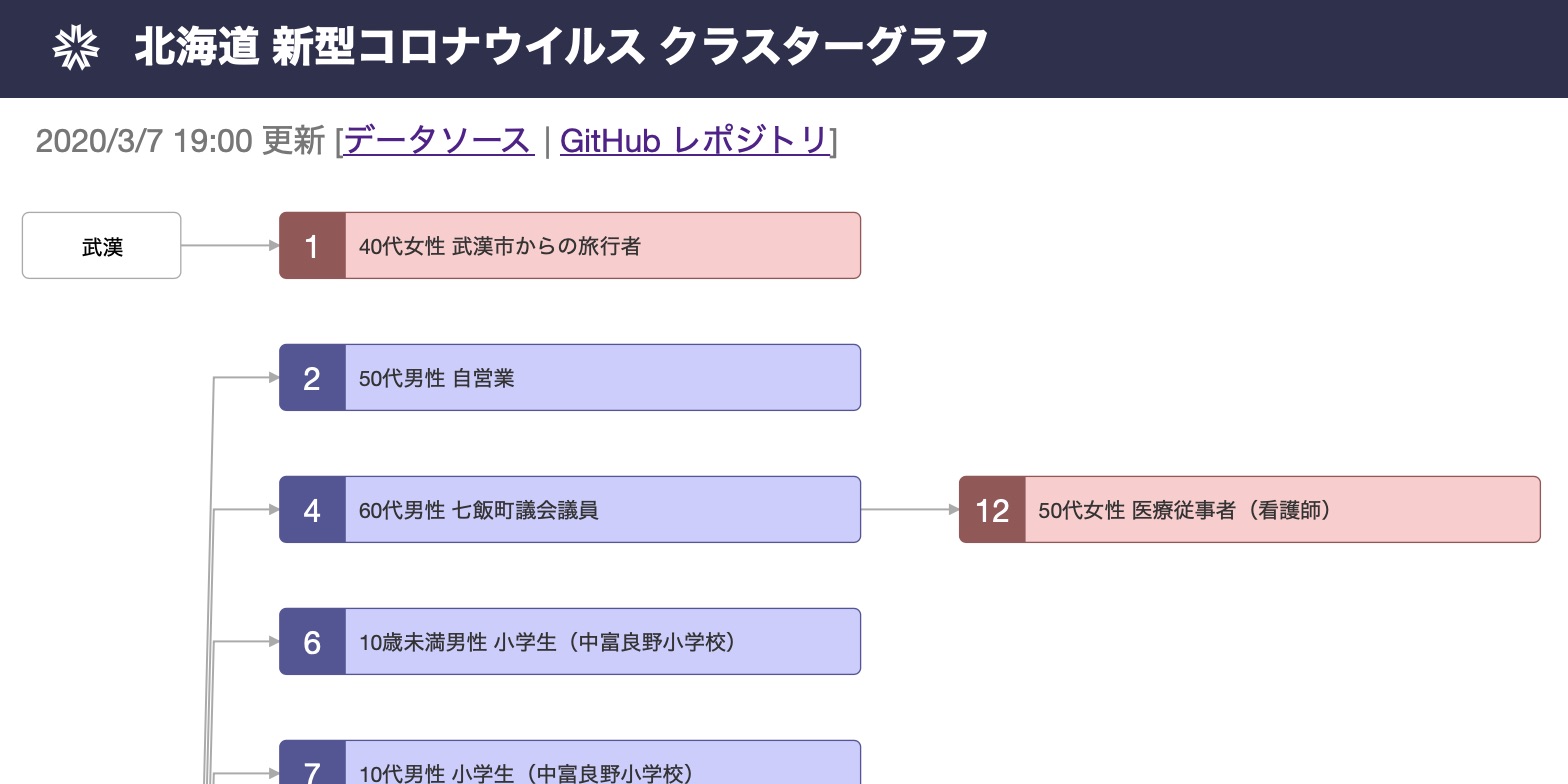 北海道 新型コロナウイルス クラスターグラフ
2020/3/7 19:00 更新 [データソース | GitHub レポジトリ]
武漢
1 40代女性 武漢市からの旅行者
2 50代男性 自営業
4 60代男性 七飯町議会議員
12 50代女性 医療従事者（看護師）
6 10歳未満男性 小学生（中富良野小学校）
7 10代男性 小学生（中富良野小学校）